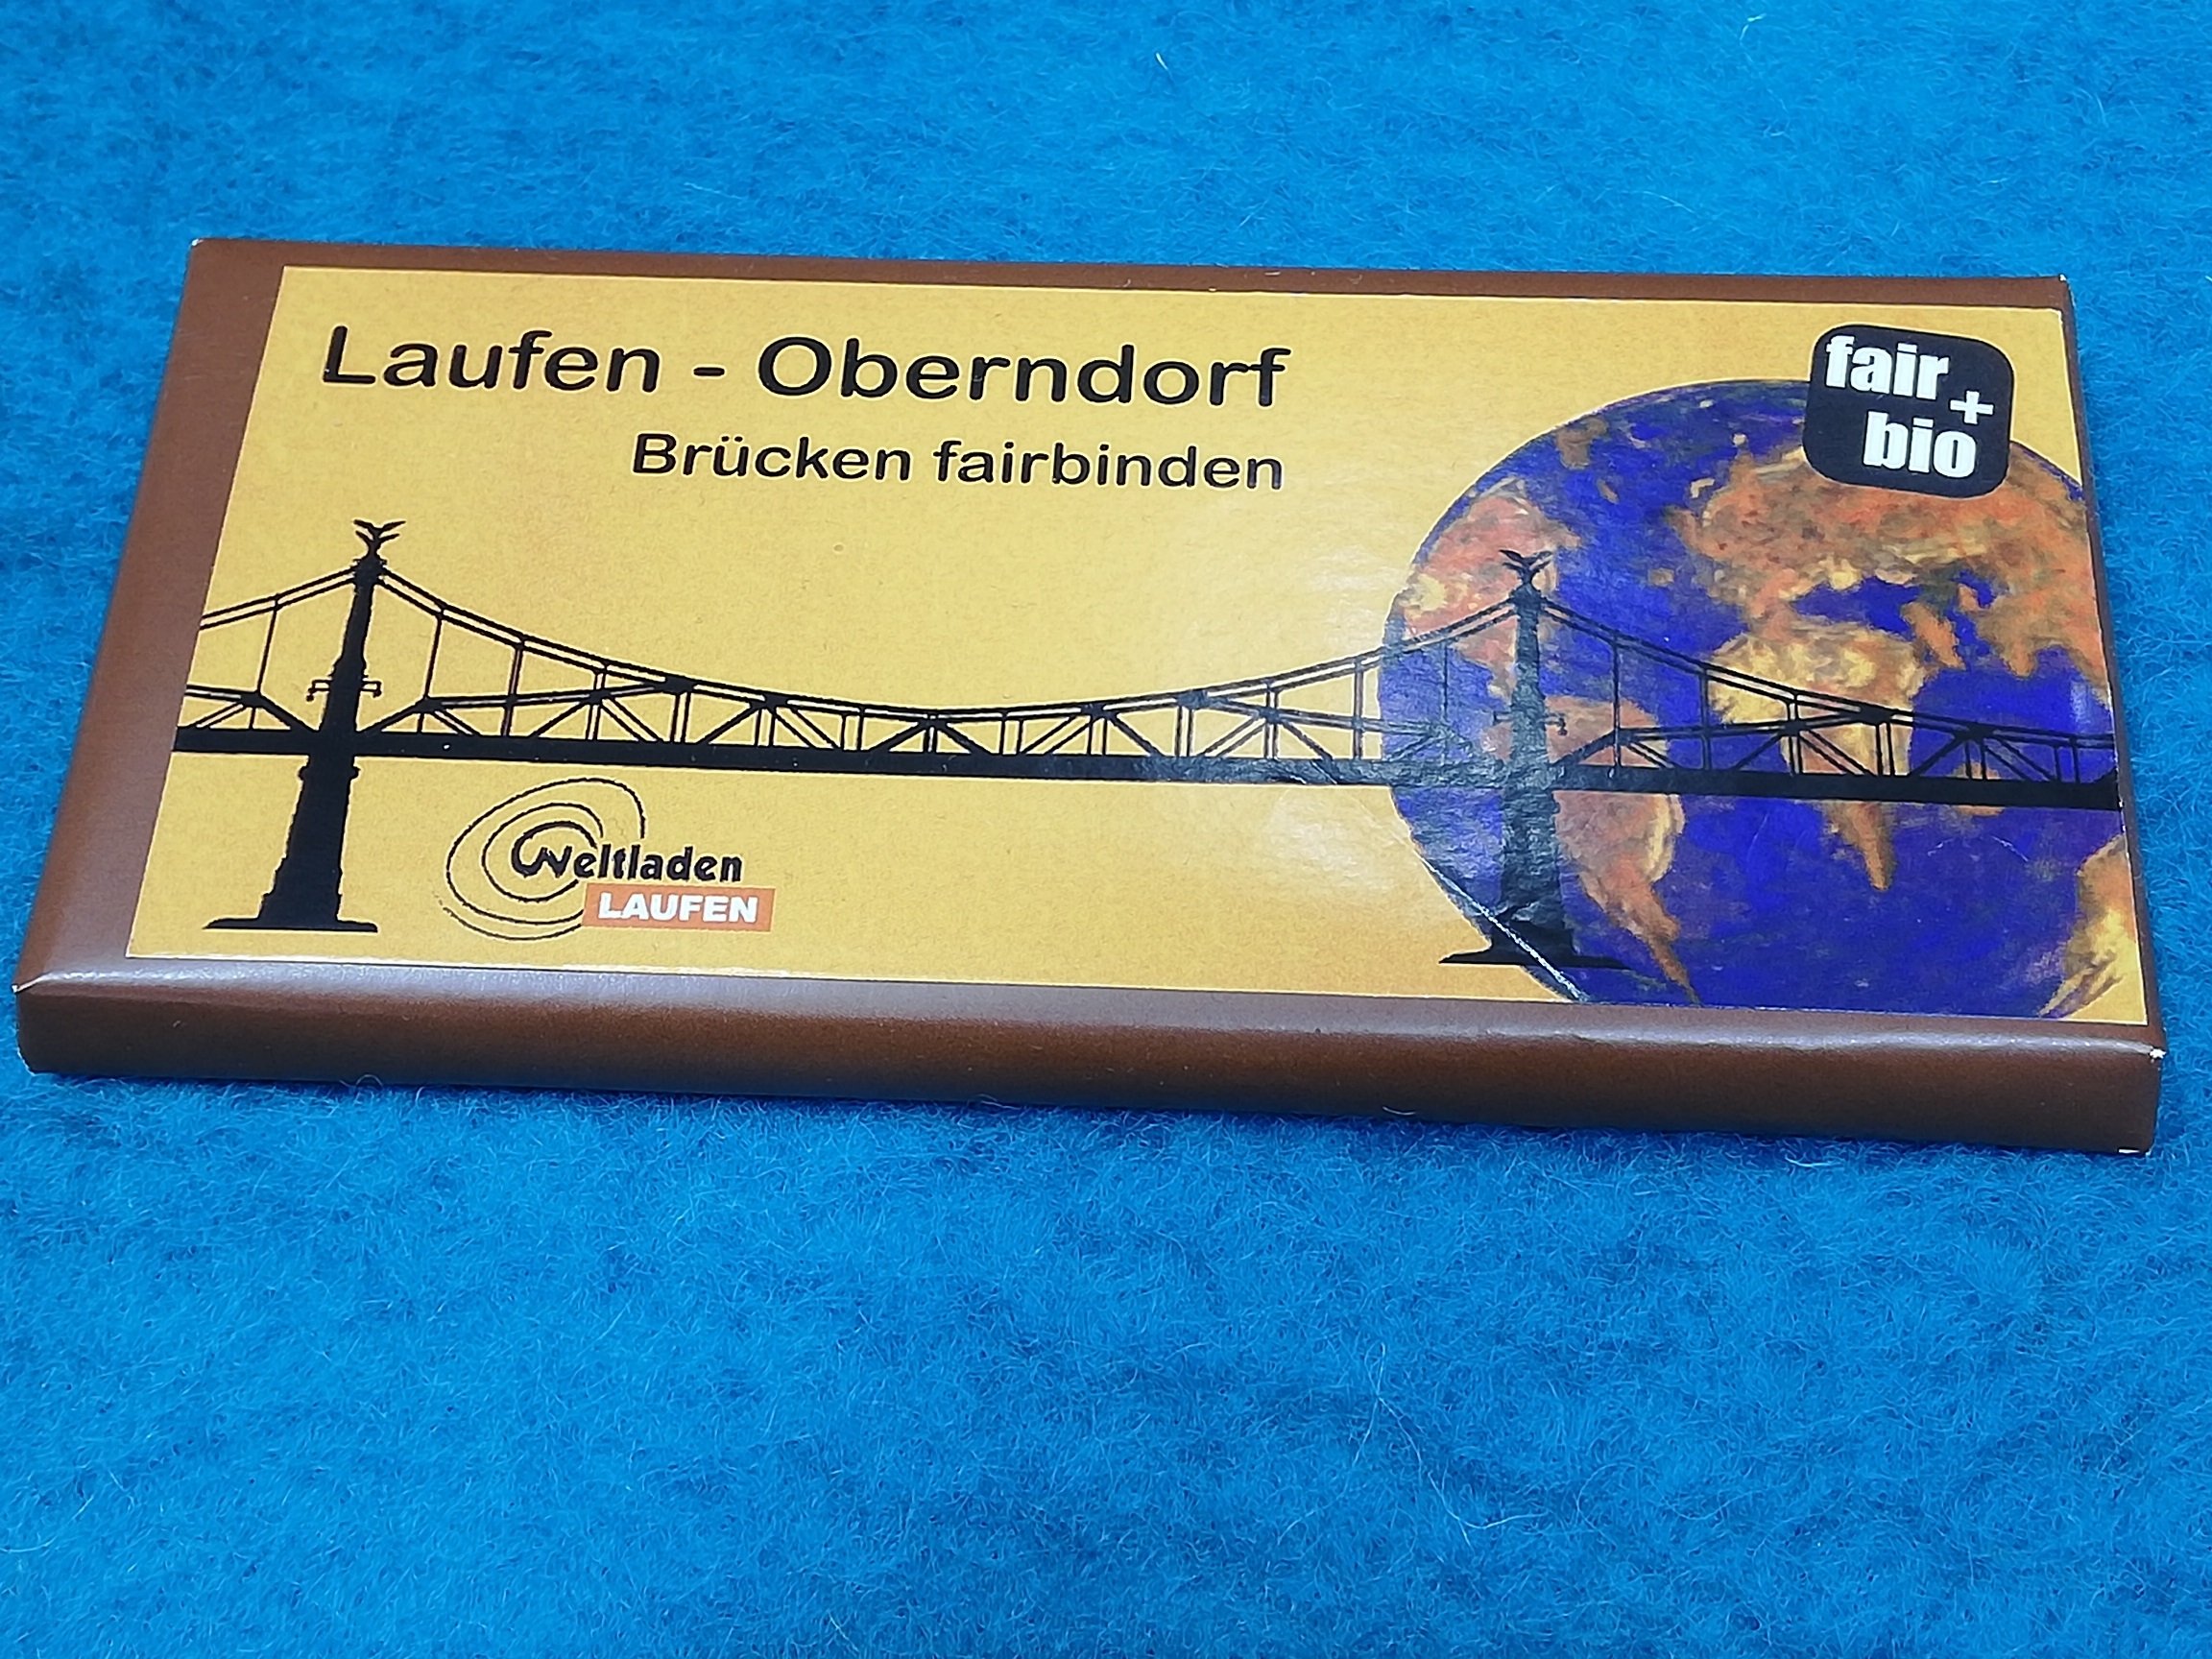 Laufen - Oberndorf
Brücken fairbinden
fair +
bio
Weltladen
LAUFEN